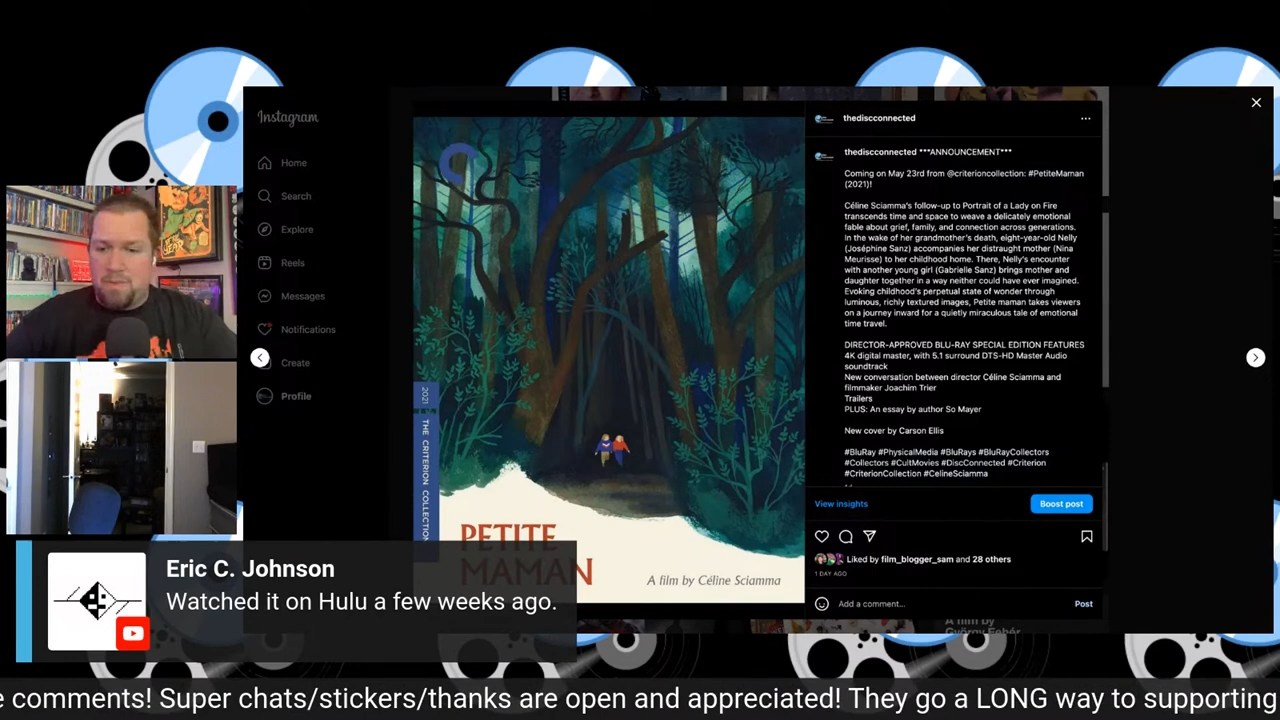 Instagram
Home
Search
Explore
Reels
Messages
Notifications
Create
Profile
2021 THE CRITERION COLLECTION
PETITE
MAMAN
A film by Céline Sciamma
thediscconnected
thediscconnected ***ANNOUNCEMENT***
Coming on May 23rd from @criterioncollection: #PetiteMaman
(2021)!
Céline Sciamma's follow-up to Portrait of a Lady on Fire
transcends time and space to weave a delicately emotional
fable about grief, family, and connection across generations.
In the wake of her grandmother's death, eight-year-old Nelly
(Joséphine Sanz) accompanies her distraught mother (Nina
Meurisse) to her childhood home. There, Nelly's encounter
with another young girl (Gabrielle Sanz) brings mother and
daughter together in a way neither could have ever imagined.
Evoking childhood's perpetual state of wonder through
luminous, richly textured images, Petite maman takes viewers
on a journey inward for a quietly miraculous tale of emotional
time travel.
DIRECTOR-APPROVED BLU-RAY SPECIAL EDITION FEATURES
4K digital master, with 5.1 surround DTS-HD Master Audio
soundtrack
New conversation between director Céline Sciamma and
filmmaker Joachim Trier
Trailers
PLUS: An essay by author So Mayer
New cover by Carson Ellis
#BluRay #PhysicalMedia #BluRays #BluRayCollectors
#Collectors #CultMovies #DiscConnected #Criterion
#CriterionCollection #CelineSciamma
View insights
Boost post
Liked by film_blogger_sam and 28 others
1 DAY AGO
Add a comment...
Post
A film by
György Fehér
Eric C. Johnson
Watched it on Hulu a few weeks ago.
e comments! Super chats/stickers/thanks are open and appreciated! They go a LONG way to supporting